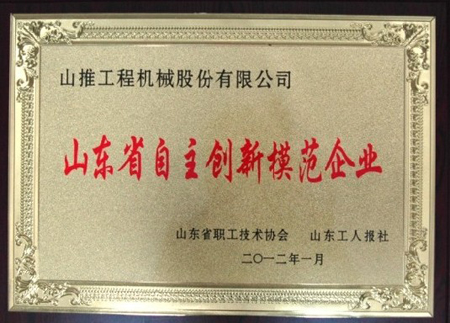 山推工程机械股份有限公司
山东省自主创新模范企业
山东省职工技术协会 山东工人报社
二〇一二年一月